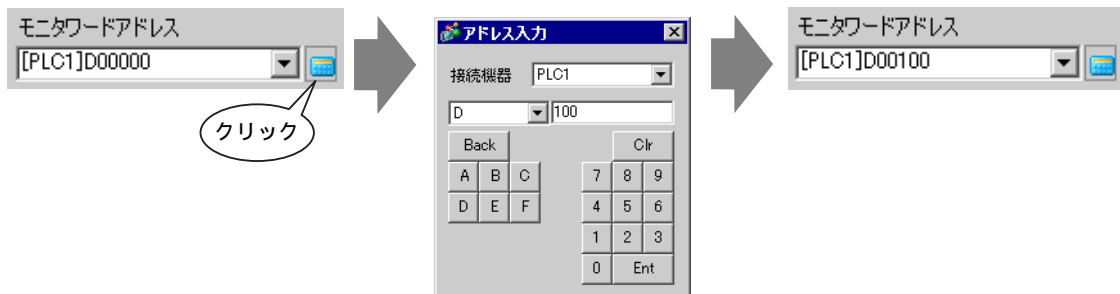 モニタワードアドレス
[PLC1]D00000
クリック
アドレス入力
接続機器 PLC1
D 100
Back Clr
A B C 7 8 9
D E F 4 5 6
1 2 3
0 Ent
モニタワードアドレス
[PLC1]D00100